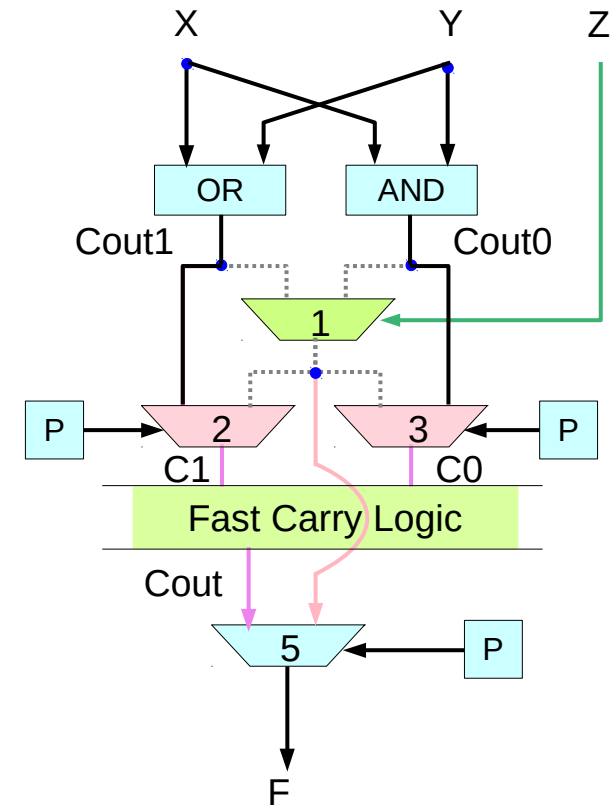 X Y Z
OR AND
Cout1 Cout0
1
P 2 3 P
C1 C0
Fast Carry Logic
Cout
5 P
F